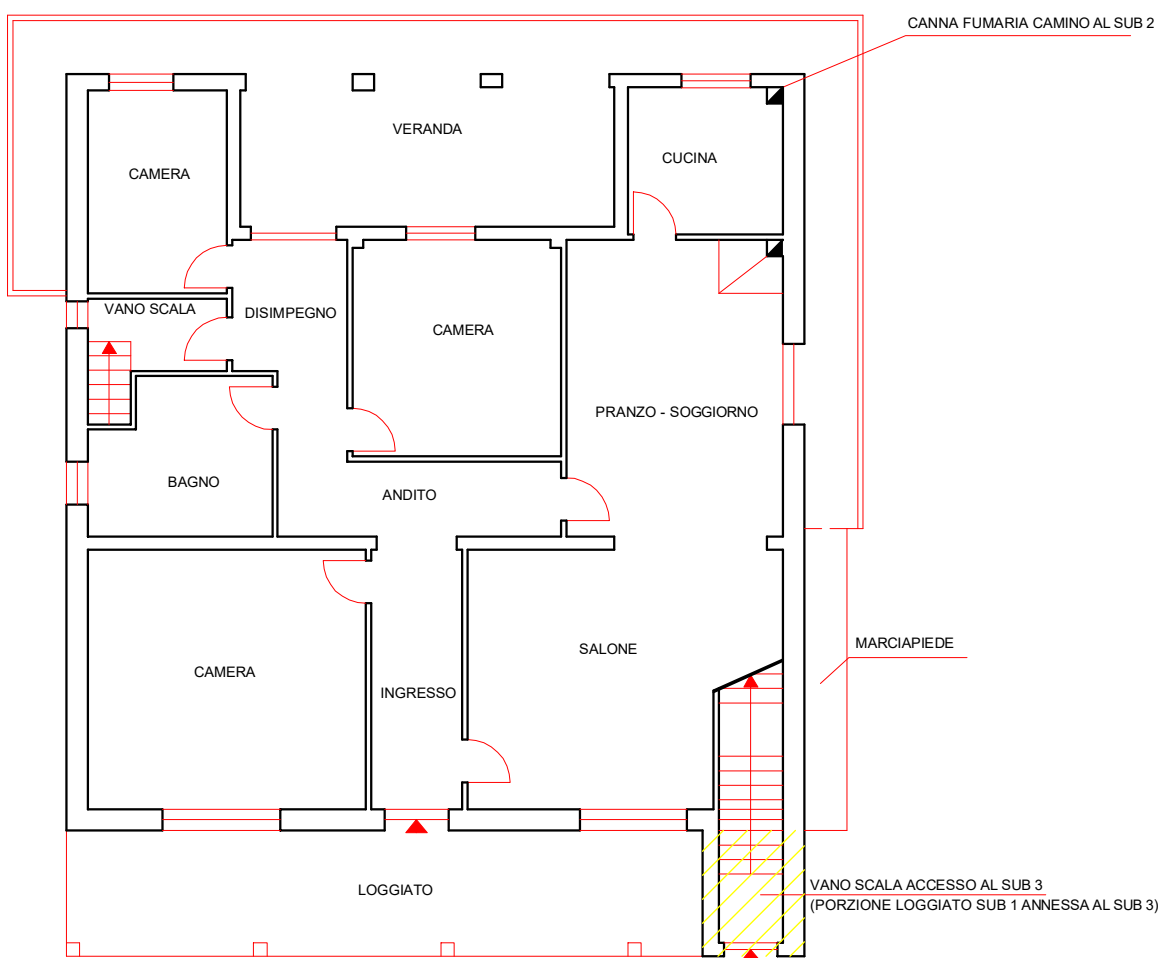 CANNA FUMARIA CAMINO AL SUB 2
VERANDA
CUCINA
CAMERA
VANO SCALA
DISIMPEGNO
CAMERA
PRANZO - SOGGIORNO
BAGNO
ANDITO
MARCIAPIEDE
SALONE
CAMERA
INGRESSO
LOGGIATO
VANO SCALA ACCESSO AL SUB 3
(PORZIONE LOGGIATO SUB 1 ANNESSA AL SUB 3)